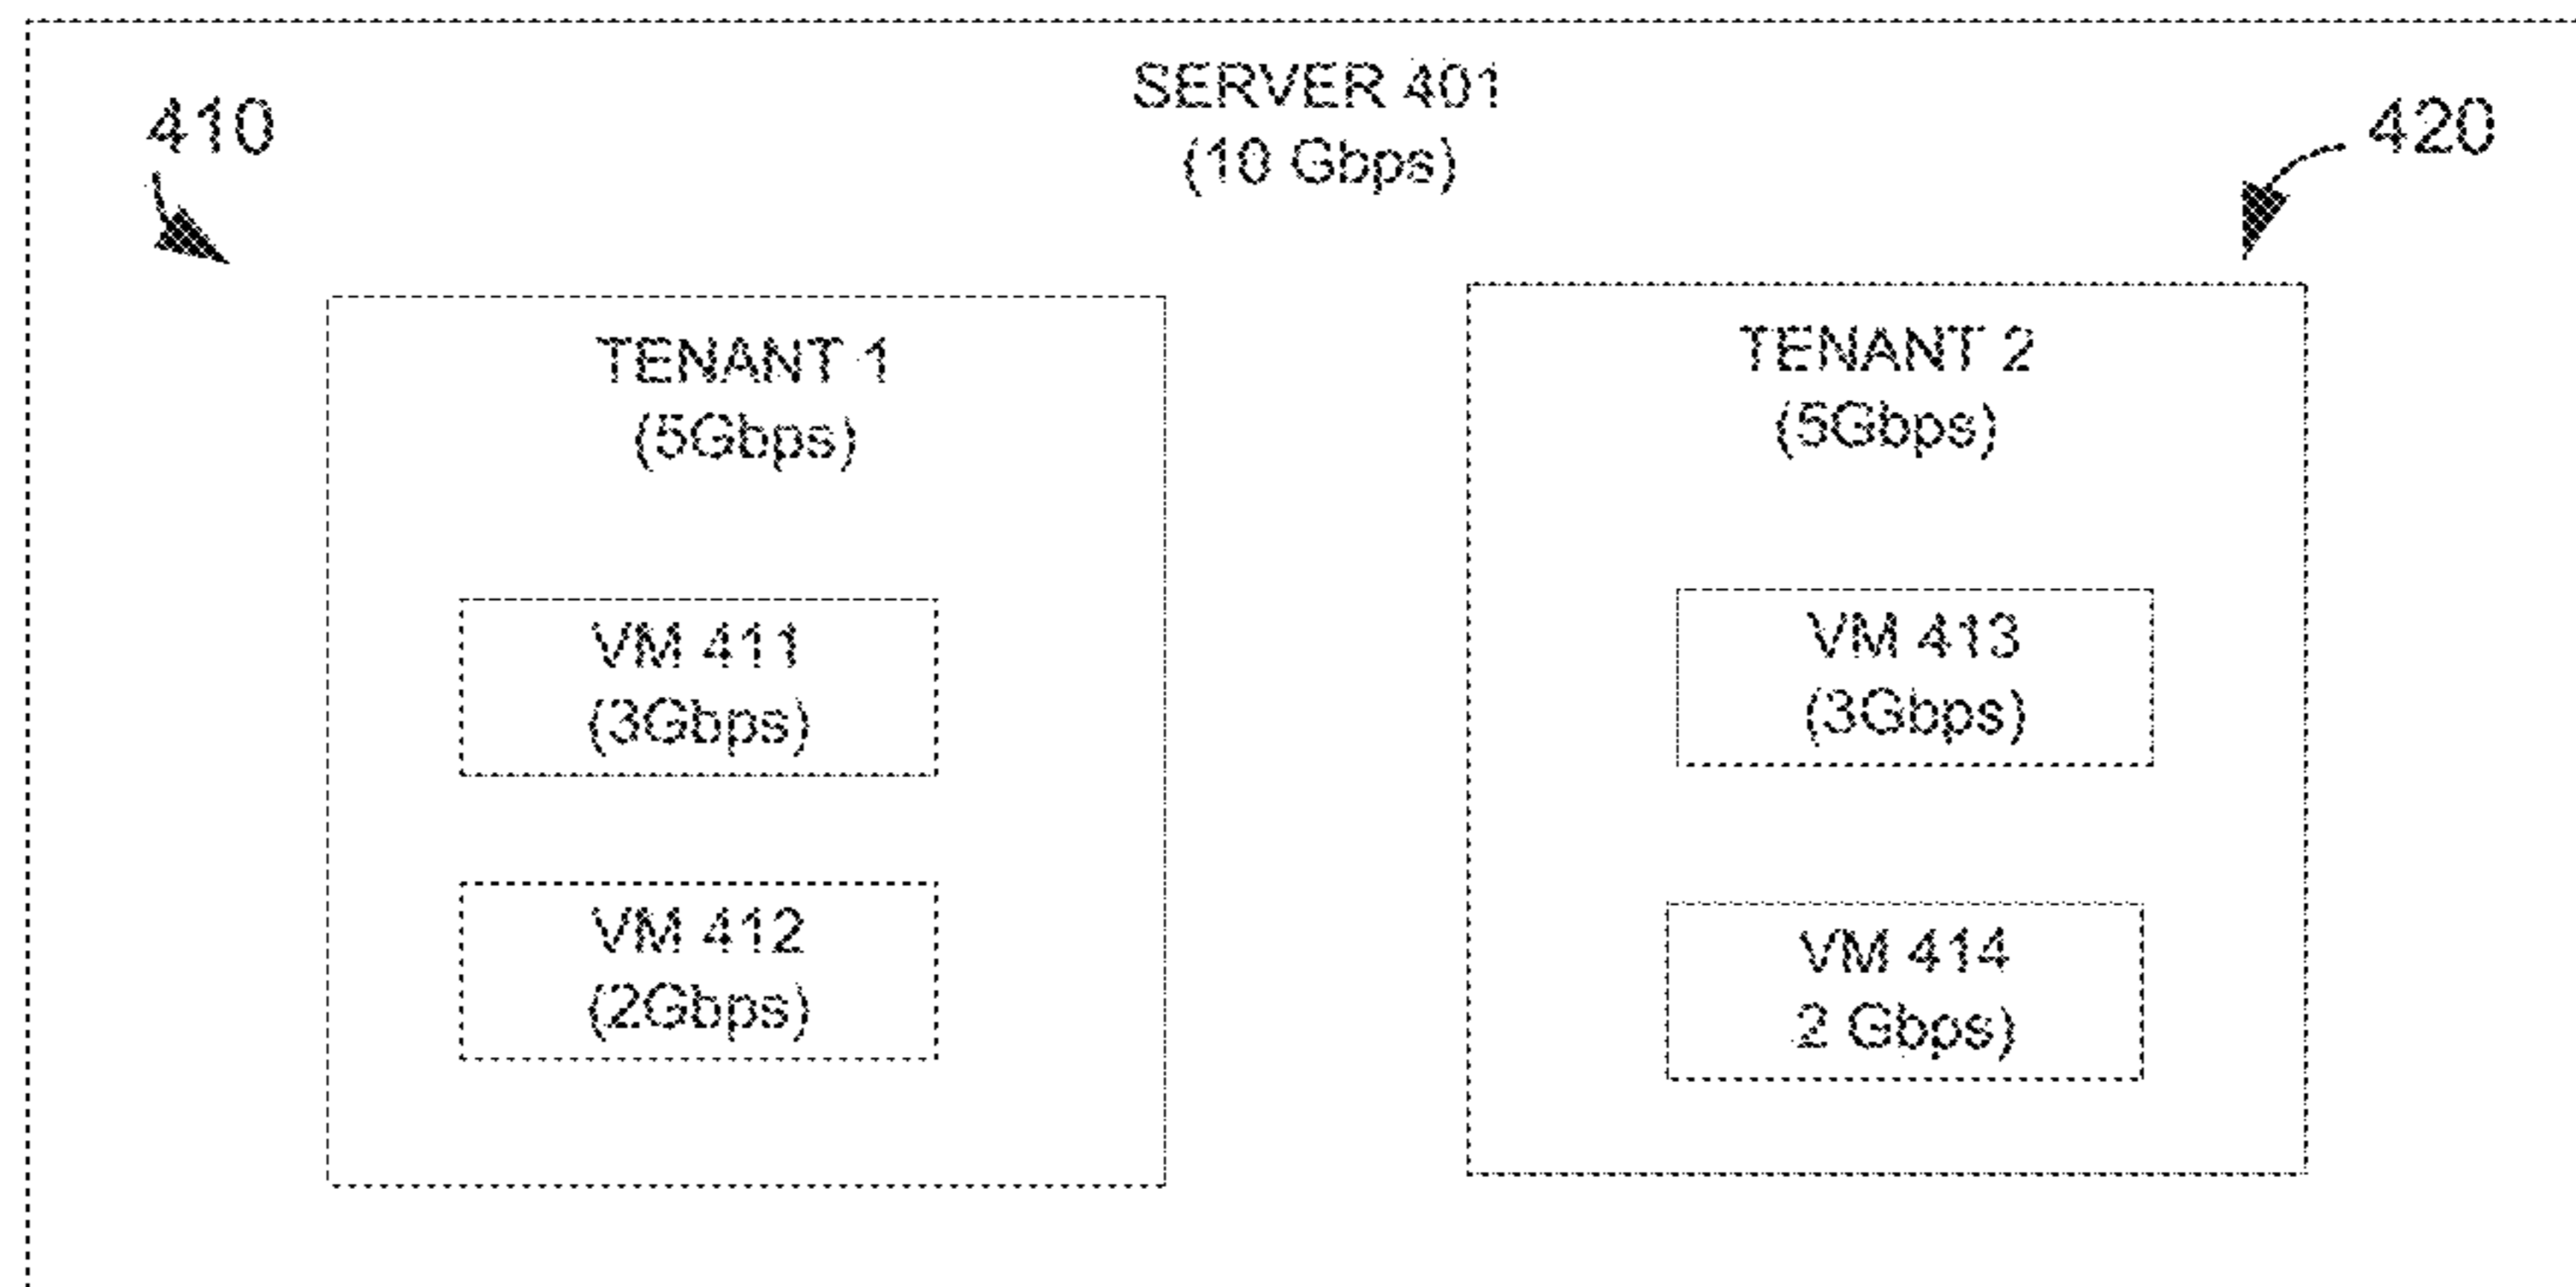 SERVER 401
(10 Gbps)
410
420
TENANT 1
(5Gbps)
VM 411
(3Gbps)
VM 412
(2Gbps)
TENANT 2
(5Gbps)
VM 413
(3Gbps)
VM 414
2 Gbps)